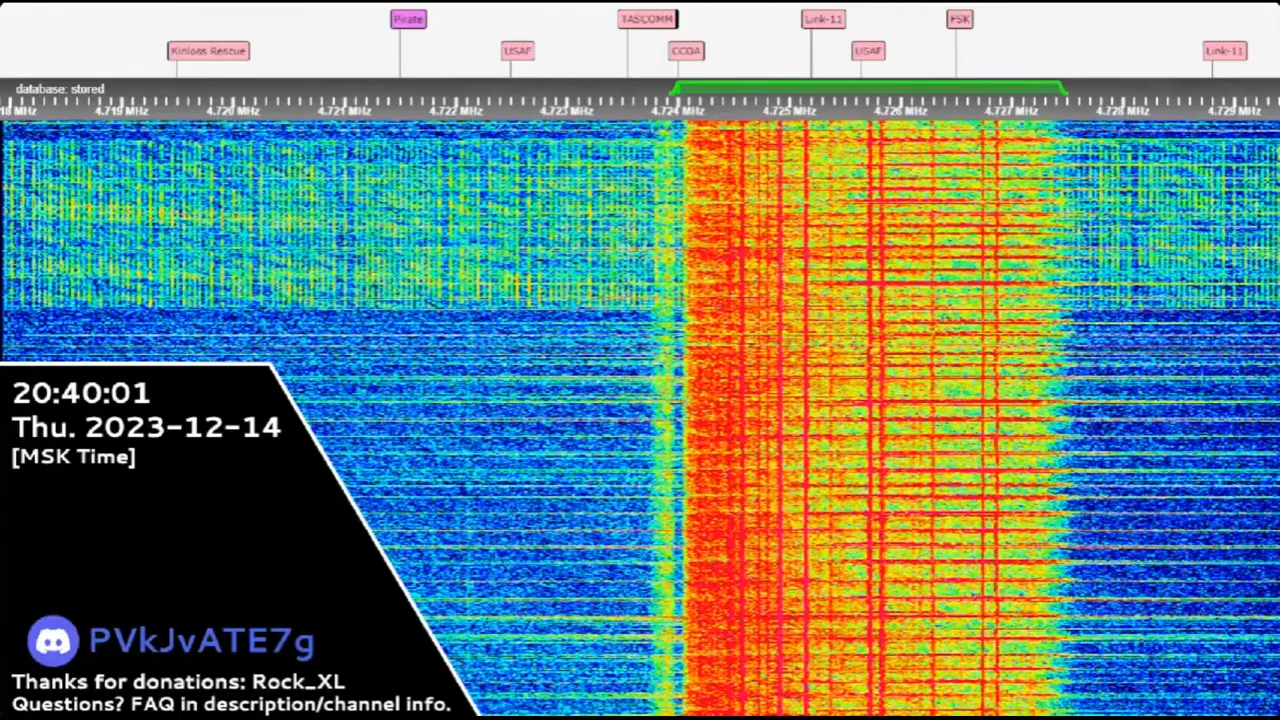 Pirate TASCOMM Link-11 FSK
Kinloss Rescue USAF CCOA USAF Link-11
database: stored
18 MHz 4.719 MHz 4.720 MHz 4.721 MHz 4.722 MHz 4.723 MHz 4.724 MHz 4.725 MHz 4.726 MHz 4.727 MHz 4.728 MHz 4.729 MHz
20:40:01
Thu. 2023-12-14
[MSK Time]
PVkJvATE7g
Thanks for donations: Rock_XL
Questions? FAQ in description/channel info.